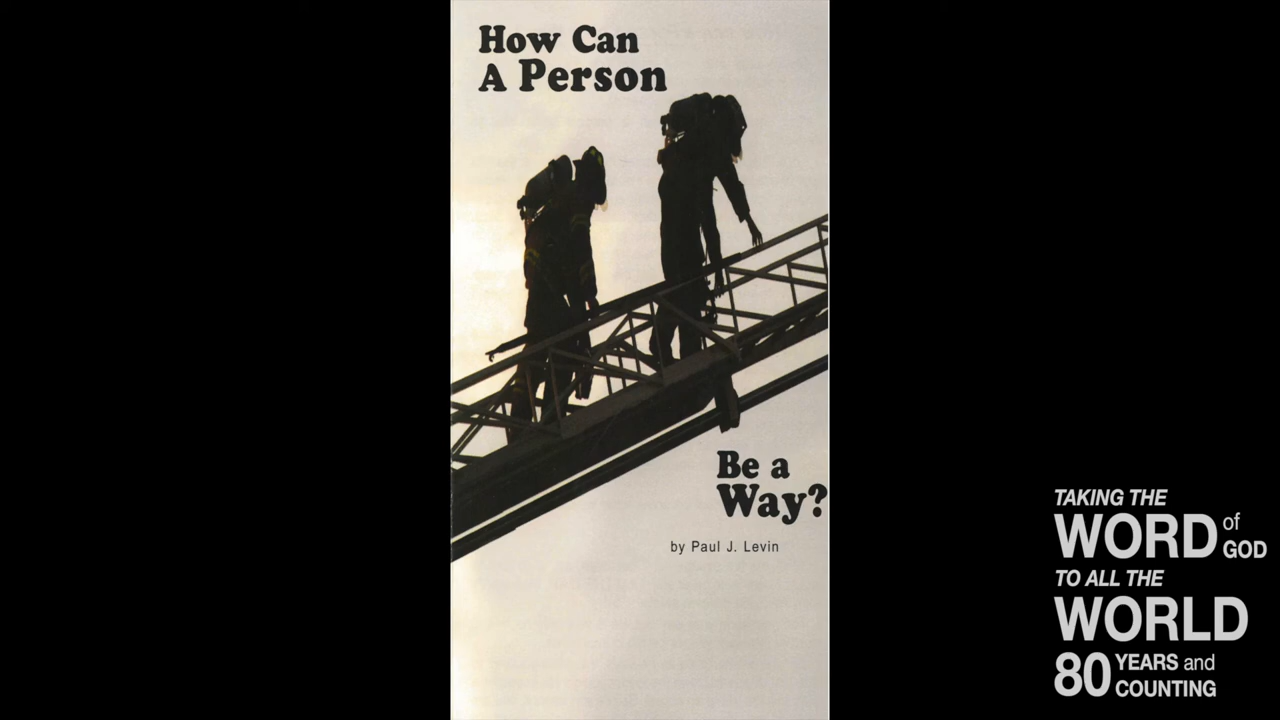 How Can
A Person
Be a
Way?
by Paul J. Levin
TAKING THE
WORD of
GOD
TO ALL THE
WORLD
80 YEARS and
COUNTING